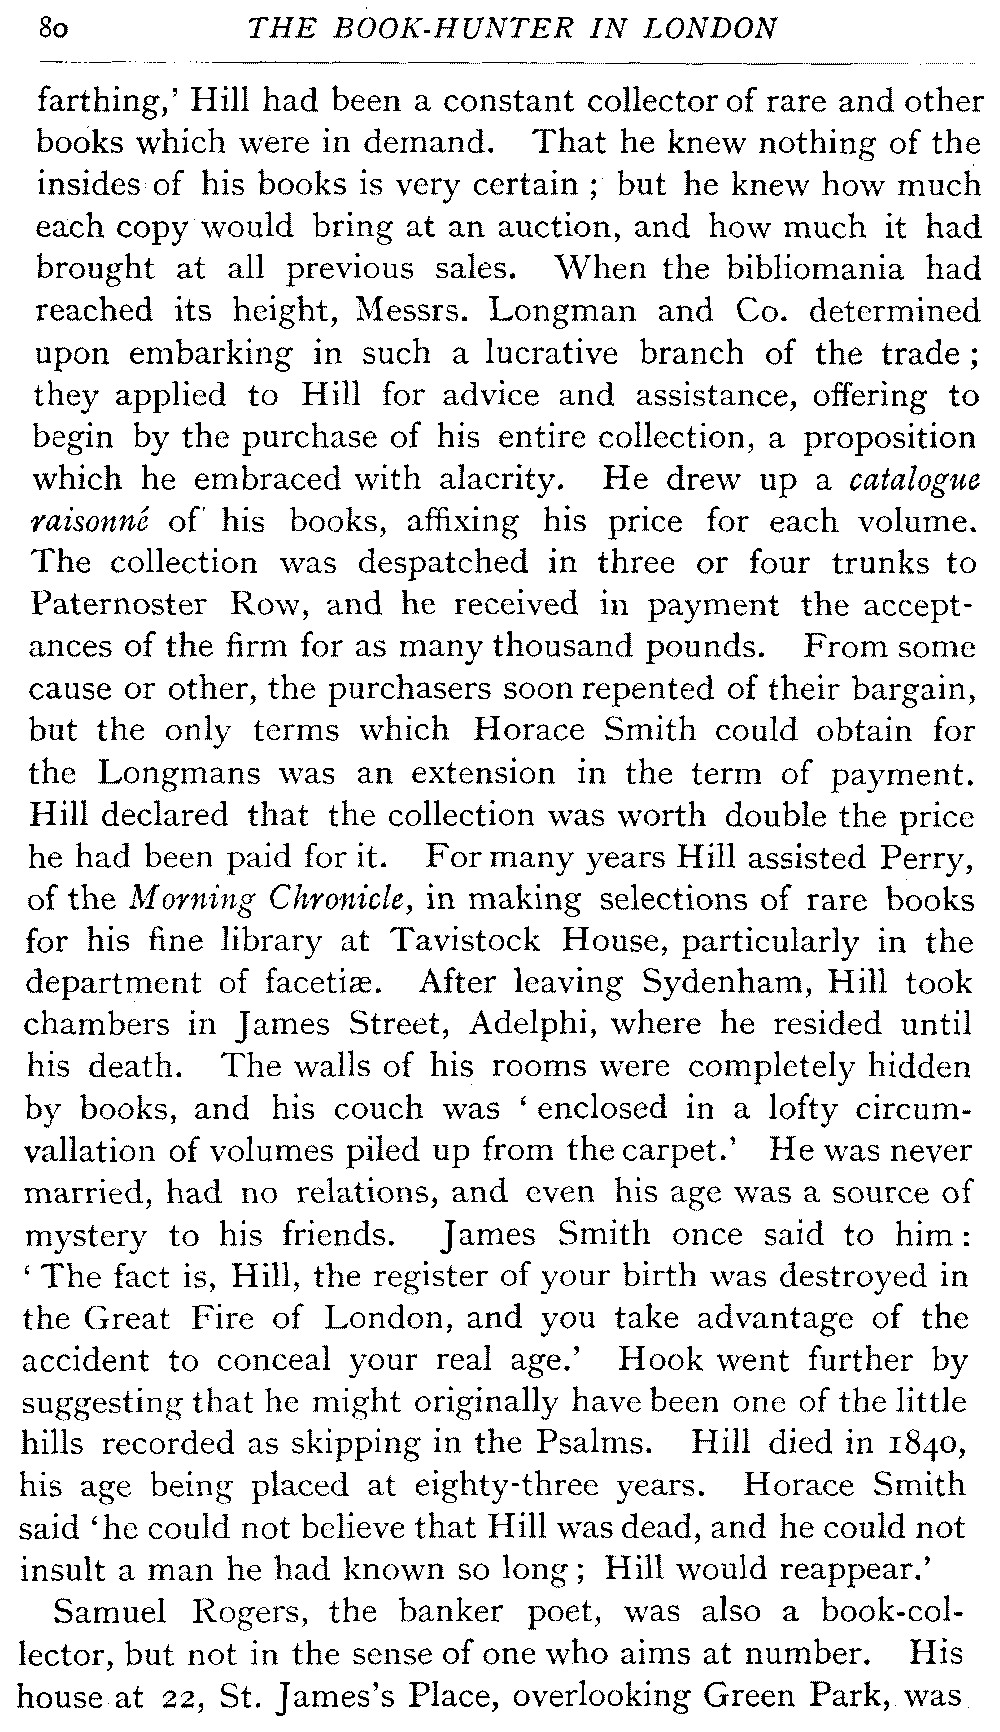 80 THE BOOK-HUNTER IN LONDON
farthing,' Hill had been a constant collector of rare and other
books which were in demand. That he knew nothing of the
insides of his books is very certain ; but he knew how much
each copy would bring at an auction, and how much it had
brought at all previous sales. When the bibliomania had
reached its height, Messrs. Longman and Co. determined
upon embarking in such a lucrative branch of the trade ;
they applied to Hill for advice and assistance, offering to
begin by the purchase of his entire collection, a proposition
which he embraced with alacrity. He drew up a catalogue
raisonné of his books, affixing his price for each volume.
The collection was despatched in three or four trunks to
Paternoster Row, and he received in payment the accept-
ances of the firm for as many thousand pounds. From some
cause or other, the purchasers soon repented of their bargain,
but the only terms which Horace Smith could obtain for
the Longmans was an extension in the term of payment.
Hill declared that the collection was worth double the price
he had been paid for it. For many years Hill assisted Perry,
of the Morning Chronicle, in making selections of rare books
for his fine library at Tavistock House, particularly in the
department of facetiæ. After leaving Sydenham, Hill took
chambers in James Street, Adelphi, where he resided until
his death. The walls of his rooms were completely hidden
by books, and his couch was ' enclosed in a lofty circum-
vallation of volumes piled up from the carpet.' He was never
married, had no relations, and even his age was a source of
mystery to his friends. James Smith once said to him :
' The fact is, Hill, the register of your birth was destroyed in
the Great Fire of London, and you take advantage of the
accident to conceal your real age.' Hook went further by
suggesting that he might originally have been one of the little
hills recorded as skipping in the Psalms. Hill died in 1840,
his age being placed at eighty-three years. Horace Smith
said 'he could not believe that Hill was dead, and he could not
insult a man he had known so long ; Hill would reappear.'
Samuel Rogers, the banker poet, was also a book-col-
lector, but not in the sense of one who aims at number. His
house at 22, St. James's Place, overlooking Green Park, was